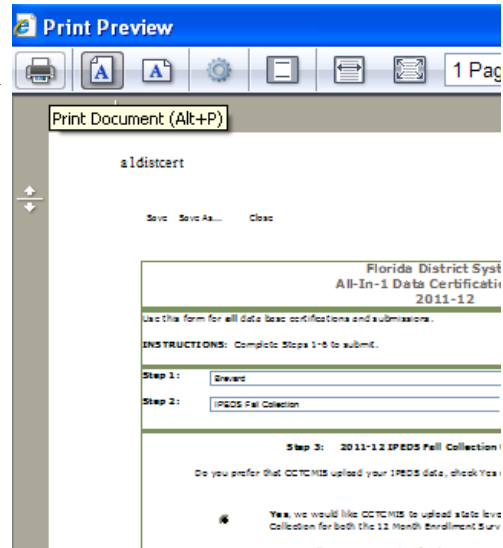 Print Preview
1 Pag
Print Document (Alt+P)
aldistcert
Save Save As... Close
Florida District Syst
All-In-1 Data Certificati
2011-12
Use this form for all data base certifications and submissions.
INSTRUCTIONS: Complete Steps 1-6 to submit.
Step 1: Brevard
Step 2: IPEDS Fall Collection
Step 3: 2011-12 IPEDS Fall Collection
Do you prefer that CCTCMIS upload your IPEDS data, check Yes
Yes, we would like CCTCMIS to upload state leve
Collection for both the 12 Month Enrollment Surv